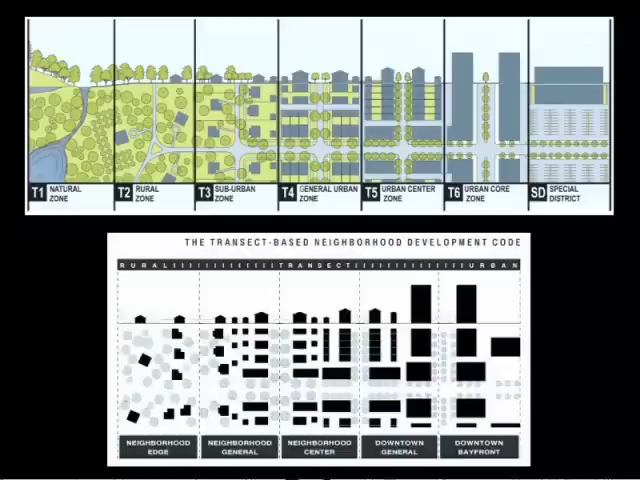 T1 NATURAL ZONE
T2 RURAL ZONE
T3 SUB-URBAN ZONE
T4 GENERAL URBAN ZONE
T5 URBAN CENTER ZONE
T6 URBAN CORE ZONE
SD SPECIAL DISTRICT
THE TRANSECT-BASED NEIGHBORHOOD DEVELOPMENT CODE
RURAL I I I I I I I I I I TRANSECT I I I I I I I I I I URBAN
NEIGHBORHOOD EDGE
NEIGHBORHOOD GENERAL
NEIGHBORHOOD CENTER
DOWNTOWN GENERAL
DOWNTOWN BAYFRONT